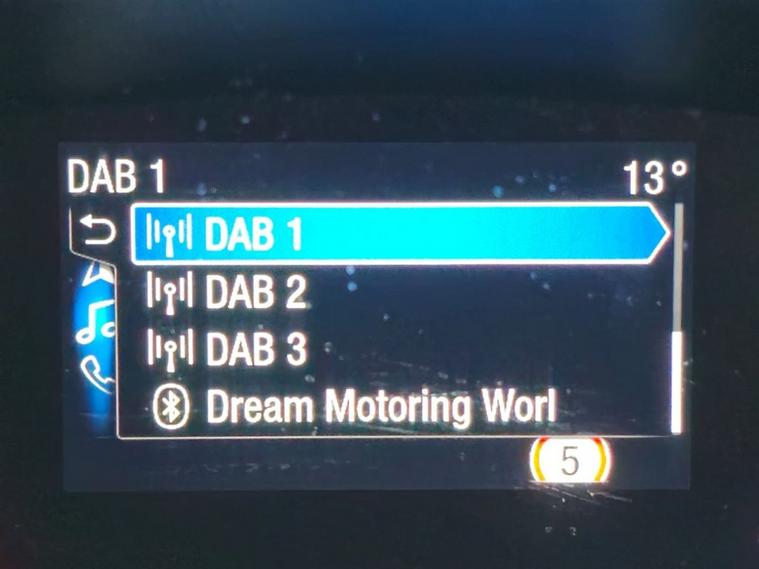 DAB 1 13°
DAB 1
DAB 2
DAB 3
Dream Motoring Worl
5